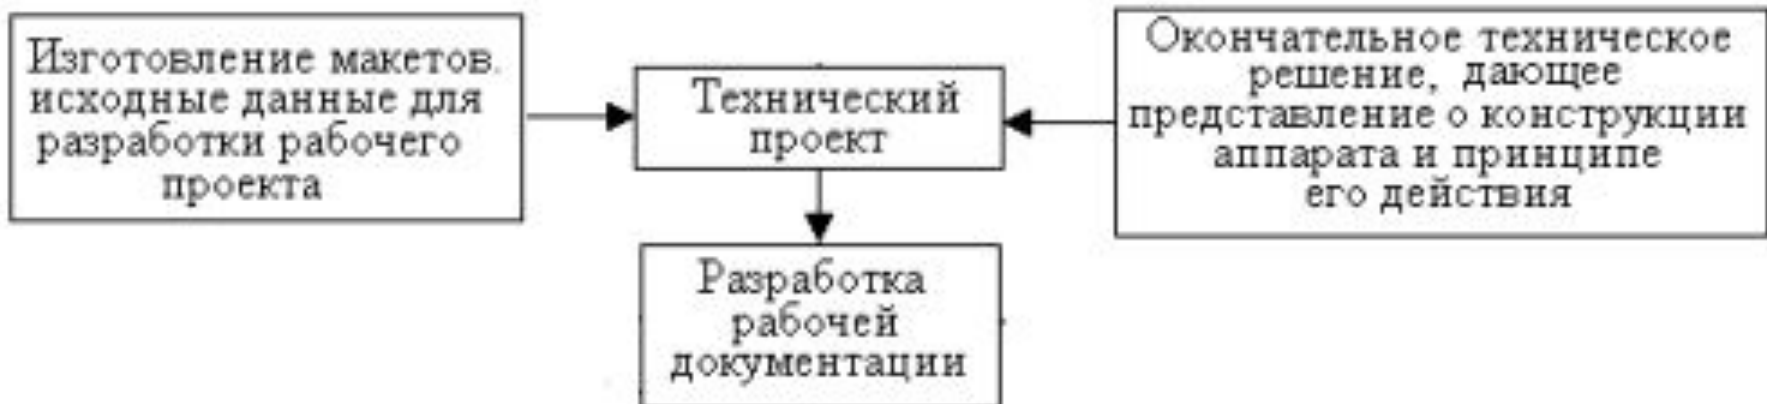 Изготовление макетов.
исходные данные для
разработки рабочего
проекта
Технический
проект
Окончательное техническое
решение, дающее
представление о конструкции
аппарата и принципе
его действия
Разработка
рабочей
документации